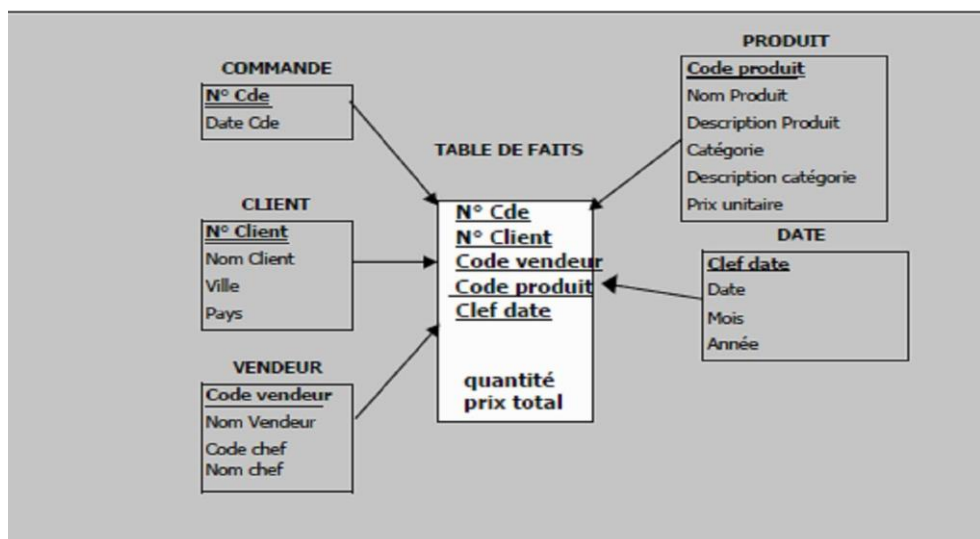 COMMANDE
N° Cde
Date Cde
CLIENT
N° Client
Nom Client
Ville
Pays
VENDEUR
Code vendeur
Nom Vendeur
Code chef
Nom chef
TABLE DE FAITS
N° Cde
N° Client
Code vendeur
Code produit
Clef date
quantité
prix total
PRODUIT
Code produit
Nom Produit
Description Produit
Catégorie
Description catégorie
Prix unitaire
DATE
Clef date
Date
Mois
Année